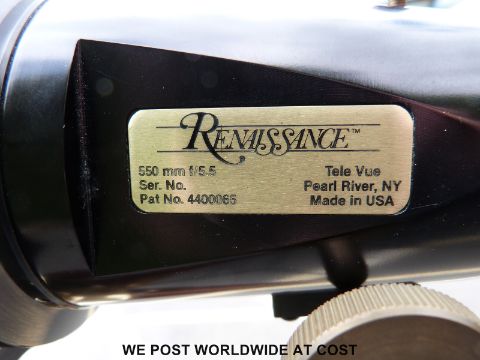 RENAISSANCE™
550 mm f/5.5
Ser. No.
Pat No. 4400066
Tele Vue
Pearl River, NY
Made in USA
WE POST WORLDWIDE AT COST